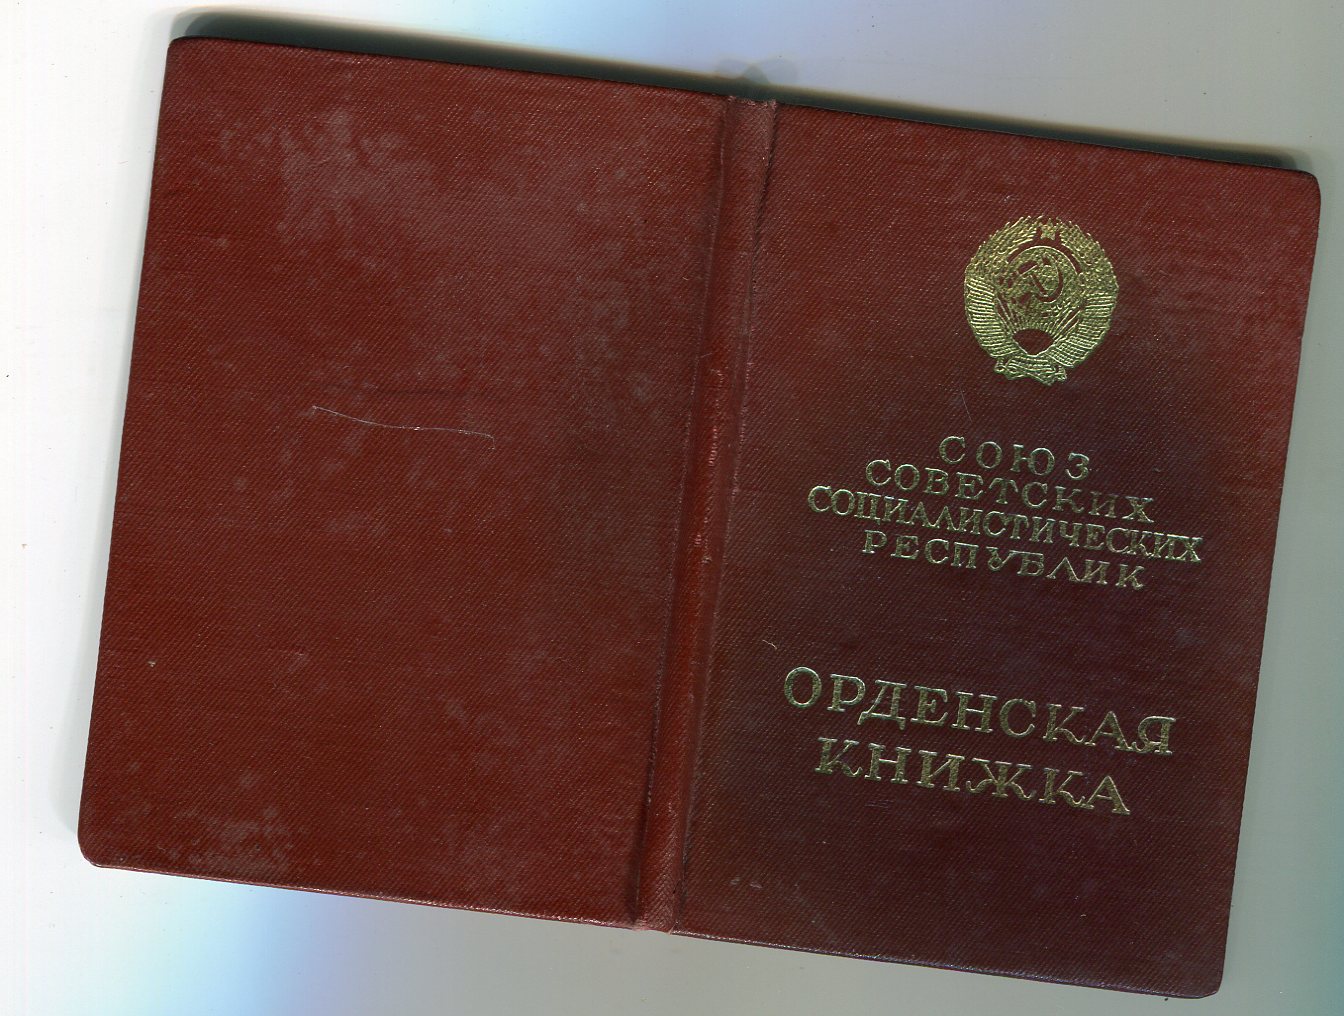 СОЮЗ
СОВЕТСКИХ
СОЦИАЛИСТИЧЕСКИХ
РЕСПУБЛИК
ОРДЕНСКАЯ
КНИЖКА